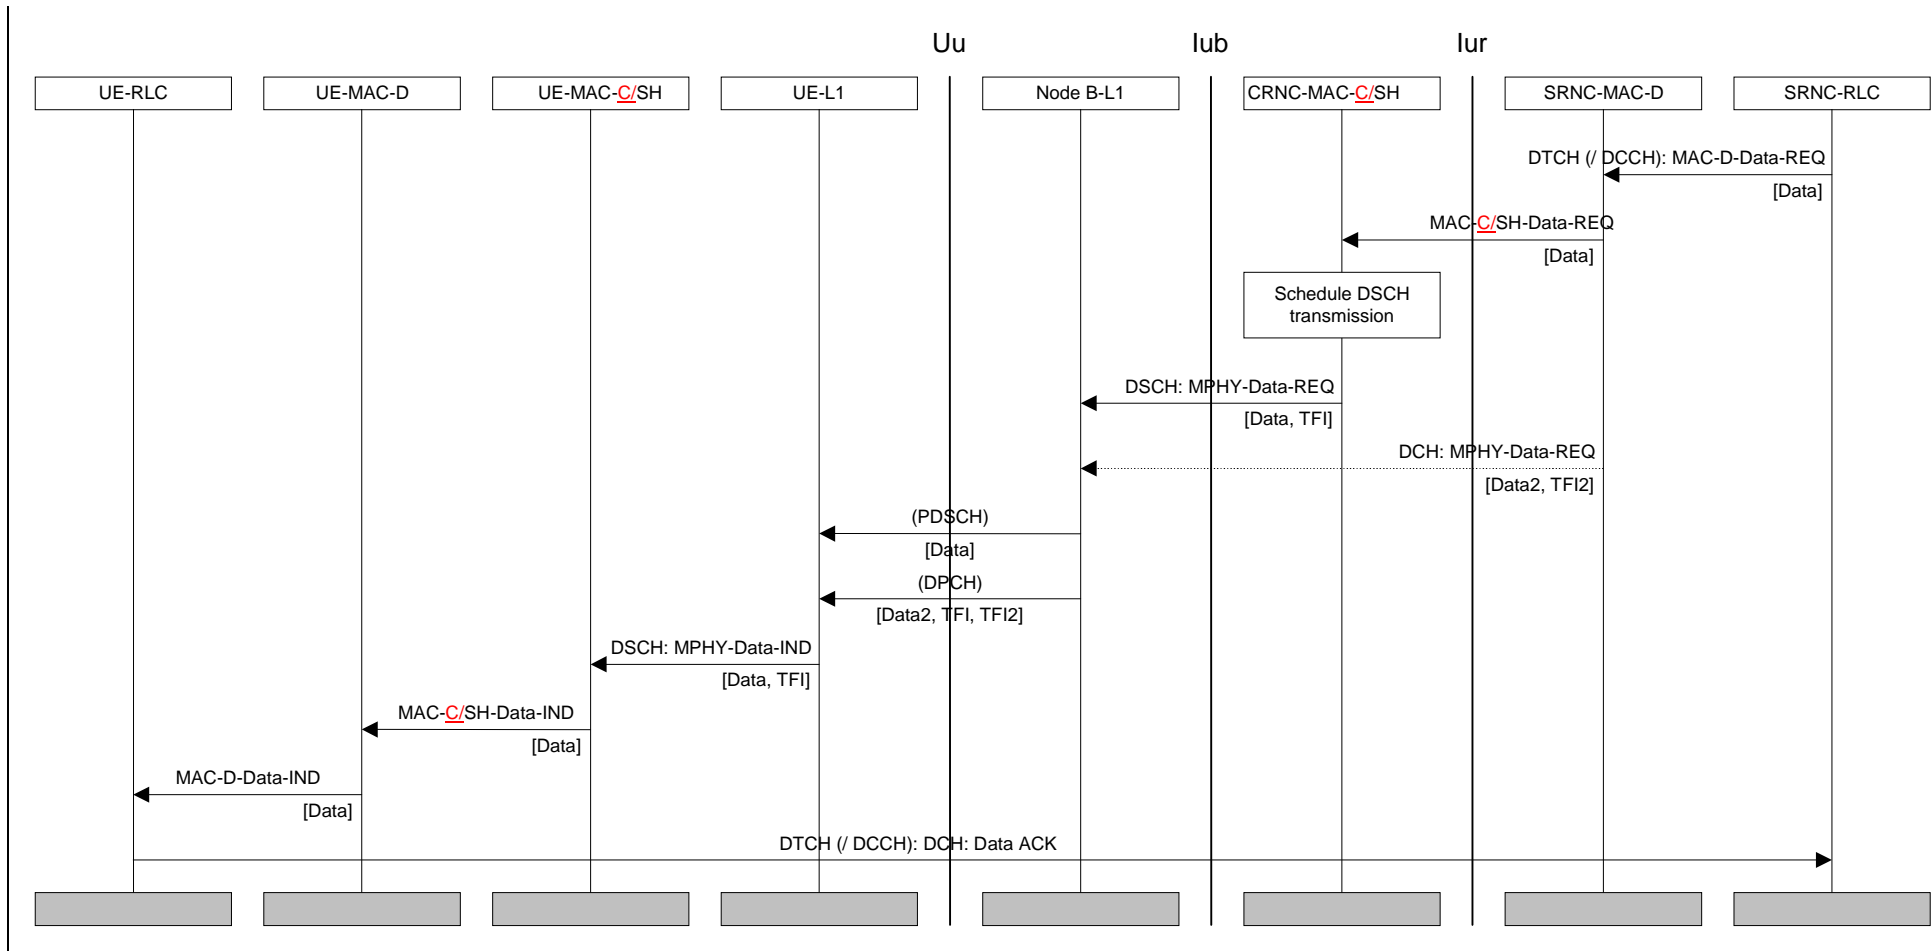 Uu Iub Iur
UE-RLC UE-MAC-D UE-MAC-C/SH UE-L1 Node B-L1 CRNC-MAC-C/SH SRNC-MAC-D SRNC-RLC
DTCH (/ DCCH): MAC-D-Data-REQ
[Data]
MAC-C/SH-Data-REQ
[Data]
Schedule DSCH
transmission
DSCH: MPHY-Data-REQ
[Data, TFI]
DCH: MPHY-Data-REQ
[Data2, TFI2]
(PDSCH)
[Data]
(DPCH)
[Data2, TFI, TFI2]
DSCH: MPHY-Data-IND
[Data, TFI]
MAC-C/SH-Data-IND
[Data]
MAC-D-Data-IND
[Data]
DTCH (/ DCCH): DCH: Data ACK